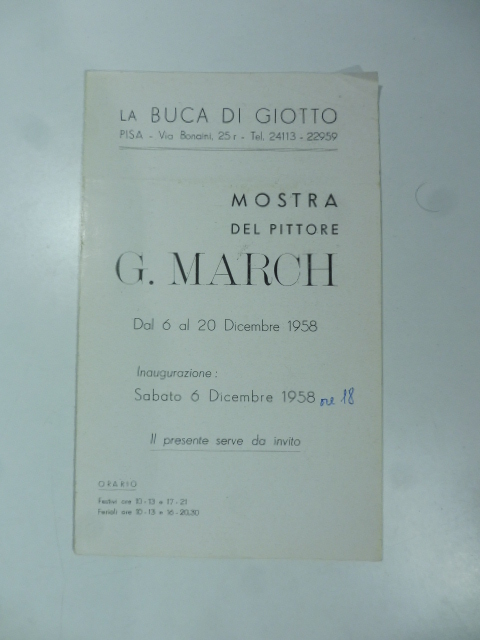 LA BUCA DI GIOTTO
PISA - Via Bonaini, 25 r - Tel. 24113 - 22959
MOSTRA
DEL PITTORE
G. MARCH
Dal 6 al 20 Dicembre 1958
Inaugurazione :
Sabato 6 Dicembre 1958 ore 18
Il presente serve da invito
ORARIO
Festivi ore 10 - 13 e 17 - 21
Feriali ore 10 - 13 e 16 - 20,30